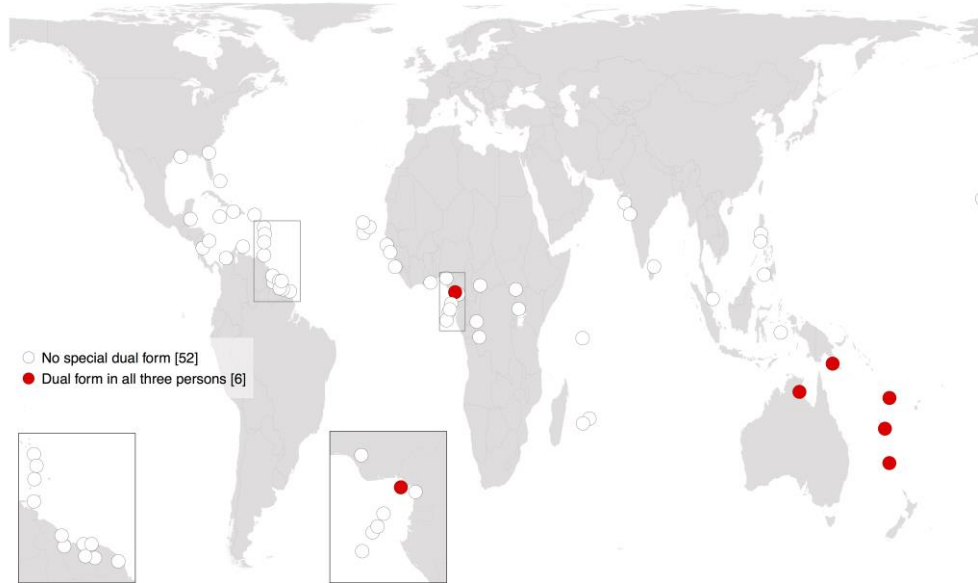 No special dual form [52]
Dual form in all three persons [6]